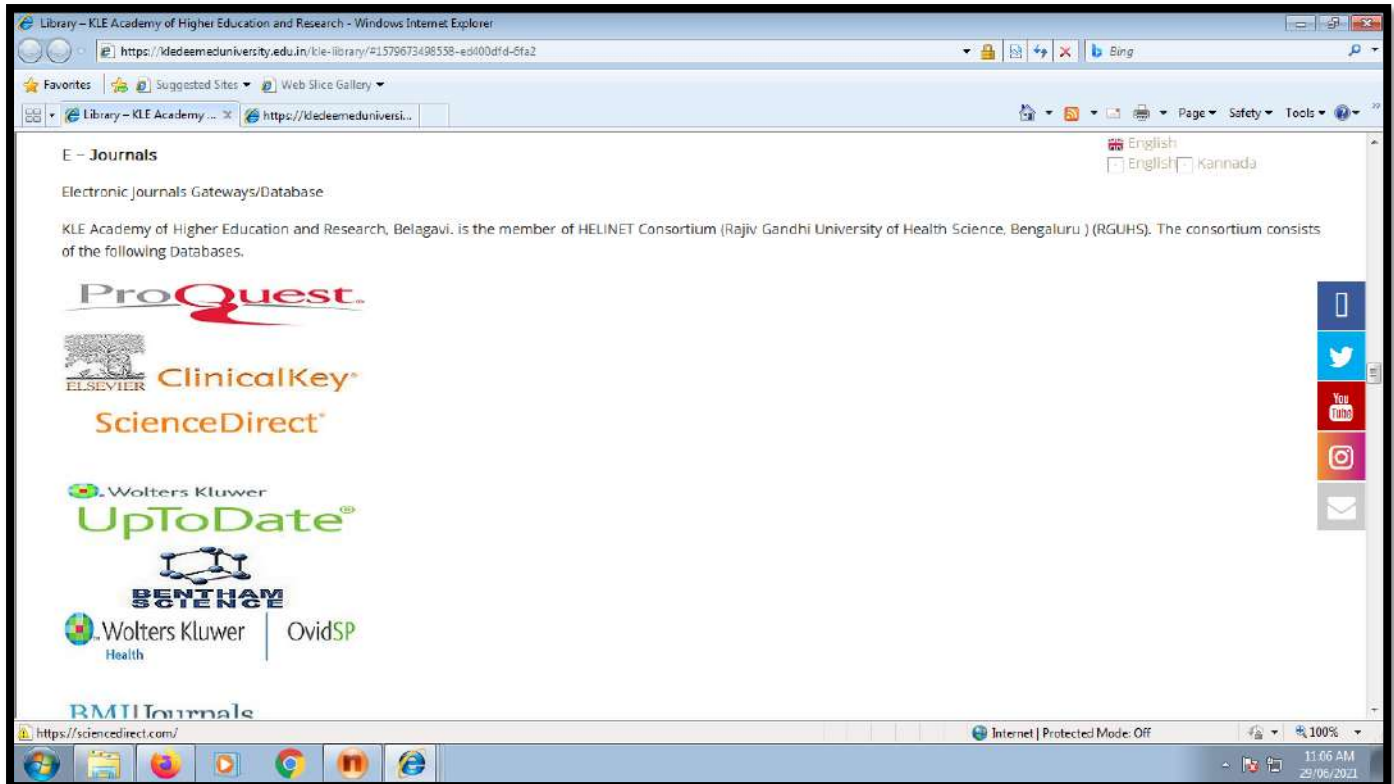 Library – KLE Academy of Higher Education and Research - Windows Internet Explorer
https://kledeemeduniversity.edu.in/kle-library/#1579673498558-ed400dfd-6fa2
Bing
Favorites Suggested Sites Web Slice Gallery
Library – KLE Academy ... https://kledeemeduniversi... Page Safety Tools
English
English Kannada
E – Journals
Electronic Journals Gateways/Database
KLE Academy of Higher Education and Research, Belagavi. is the member of HELINET Consortium (Rajiv Gandhi University of Health Science, Bengaluru ) (RGUHS). The consortium consists
of the following Databases.
ProQuest
ELSEVIER ClinicalKey®
ScienceDirect®
Wolters Kluwer
UpToDate®
BENTHAM
SCIENCE
Wolters Kluwer OvidSP
Health
You
Tube
BMJ Journals
https://sciencedirect.com/ Internet | Protected Mode: Off 100%
11:06 AM
29/06/2021